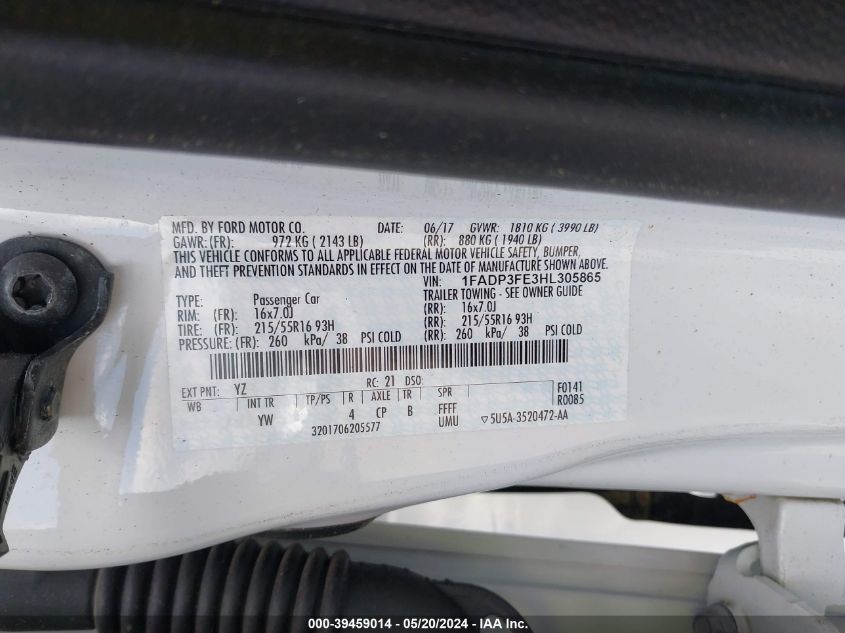 MFD. BY FORD MOTOR CO. DATE: 06/17 GVWR: 1810 KG ( 3990 LB)
GAWR: (FR): 972 KG ( 2143 LB) (RR): 880 KG ( 1940 LB)
THIS VEHICLE CONFORMS TO ALL APPLICABLE FEDERAL MOTOR VEHICLE SAFETY, BUMPER,
AND THEFT PREVENTION STANDARDS IN EFFECT ON THE DATE OF MANUFACTURE SHOWN ABOVE.
VIN: 1FADP3FE3HL305865
TYPE: Passenger Car TRAILER TOWING - SEE OWNER GUIDE
RIM: (FR): 16x7.0J (RR): 16x7.0J
TIRE: (FR): 215/55R16 93H (RR): 215/55R16 93H
PRESSURE: (FR): 260 kPa/ 38 PSI COLD (RR): 260 kPa/ 38 PSI COLD
EXT PNT: YZ RC: 21 DSO: F0141
WB INT TR TP/PS R AXLE TR SPR R0085
YW 4 CP B FFFF
3201706205577 UMU ▽5U5A-3520472-AA
000-39459014 - 05/20/2024 - IAA Inc.